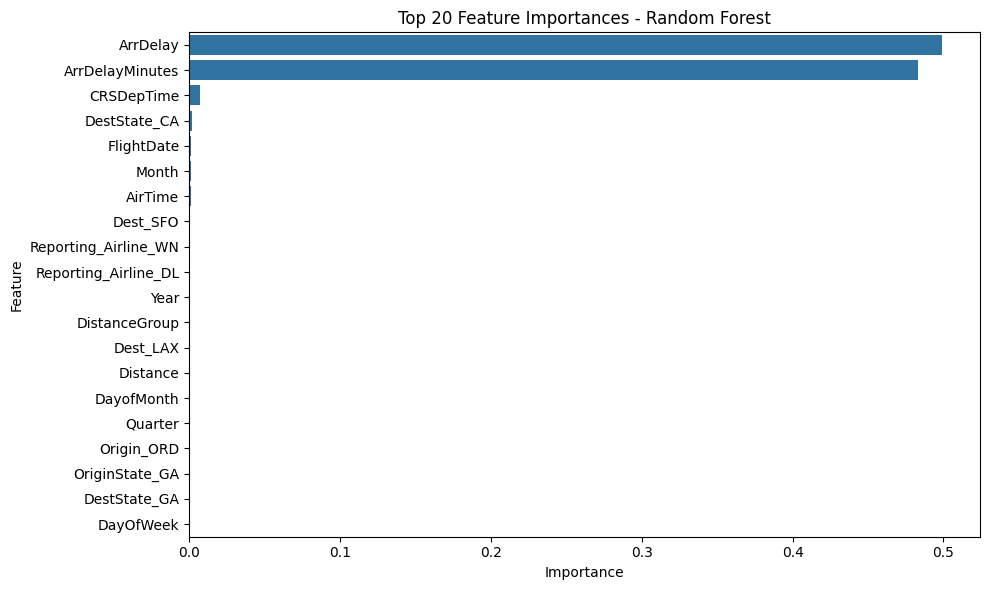 Top 20 Feature Importances - Random Forest
ArrDelay
ArrDelayMinutes
CRSDepTime
DestState_CA
FlightDate
Month
AirTime
Dest_SFO
Reporting_Airline_WN
Reporting_Airline_DL
Year
DistanceGroup
Dest_LAX
Distance
DayofMonth
Quarter
Origin_ORD
OriginState_GA
DestState_GA
DayOfWeek
Feature
0.0 0.1 0.2 0.3 0.4 0.5
Importance